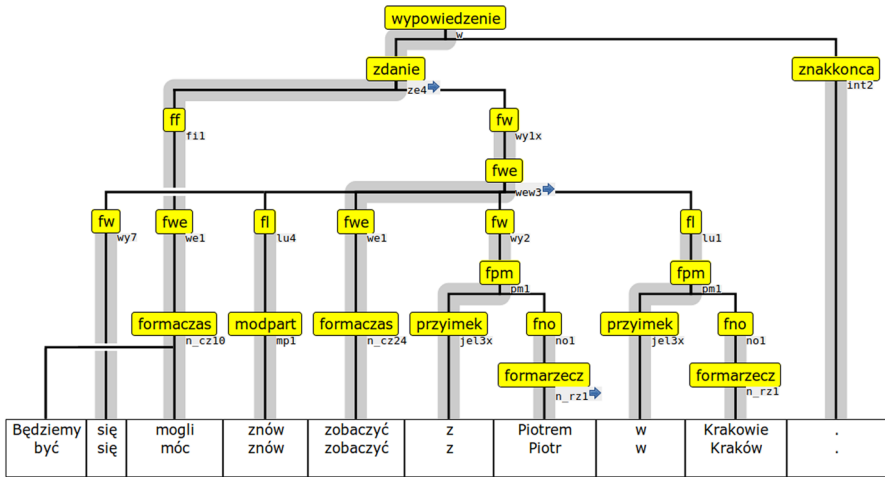 wypowiedzenie
w
zdanie znakkonca
ze4 int2
ff fw
fi1 wy1x
fwe
wew3
fw fwe fl fwe fw fl
wy7 we1 lu4 we1 wy2 lu1
fpm fpm
pm1 pm1
formaczas modpart formaczas przyimek fno przyimek fno
n_cz10 mp1 n_cz24 jel3x no1 jel3x no1
formarzecz formarzecz
n_rz1 n_rz1
Będziemy się mogli znów zobaczyć z Piotrem w Krakowie .
być się móc znów zobaczyć z Piotr w Kraków .